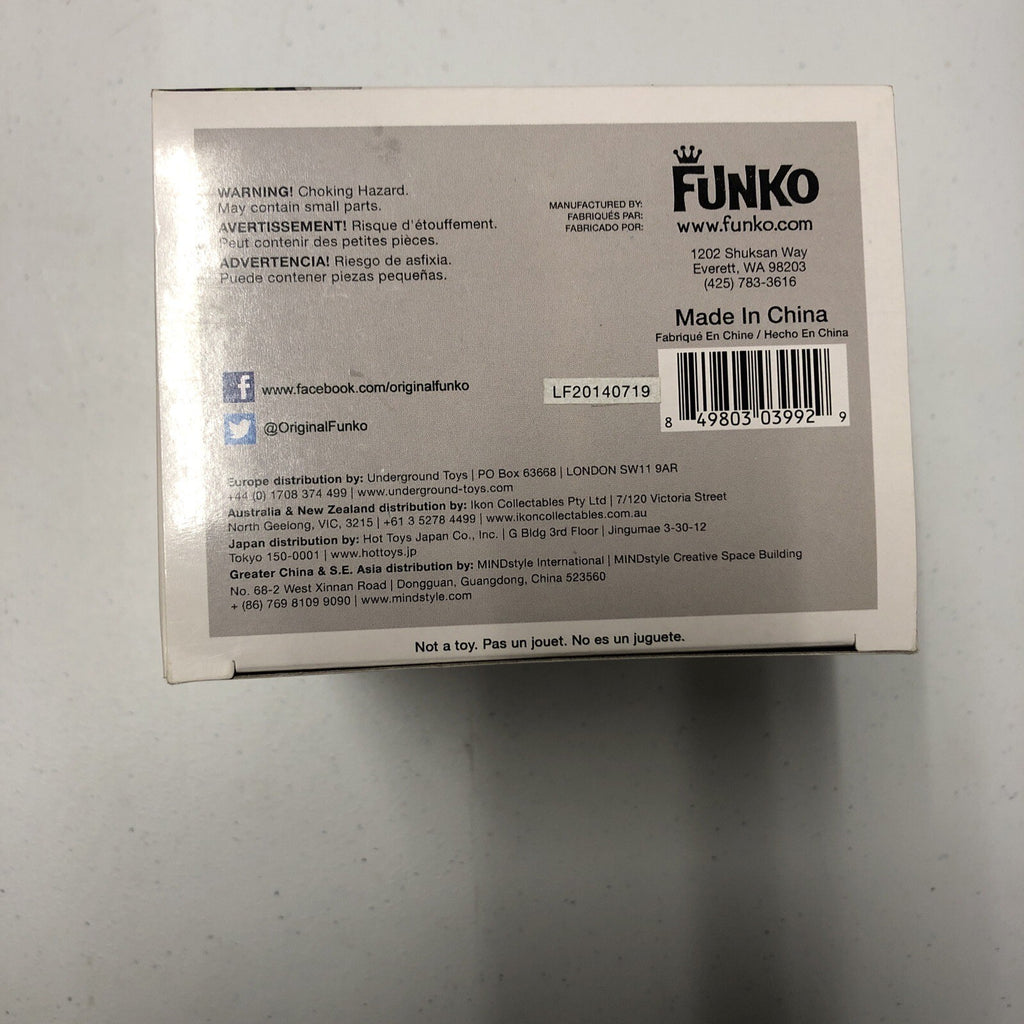 WARNING! Choking Hazard.
May contain small parts.
AVERTISSEMENT! Risque d'étouffement.
Peut contenir des petites pièces.
ADVERTENCIA! Riesgo de asfixia.
Puede contener piezas pequeñas.
MANUFACTURED BY:
FABRIQUÉS PAR:
FABRICADO POR:
FUNKO
www.funko.com
1202 Shuksan Way
Everett, WA 98203
(425) 783-3616
Made In China
Fabriqué En Chine / Hecho En China
f www.facebook.com/originalfunko
@OriginalFunko
LF20140719
8 49803 03992 9
Europe distribution by: Underground Toys | PO Box 63668 | LONDON SW11 9AR
+44 (0) 1708 374 499 | www.underground-toys.com
Australia & New Zealand distribution by: Ikon Collectables Pty Ltd | 7/120 Victoria Street
North Geelong, VIC, 3215 | +61 3 5278 4499 | www.ikoncollectables.com.au
Japan distribution by: Hot Toys Japan Co., Inc. | G Bldg 3rd Floor | Jingumae 3-30-12
Tokyo 150-0001 | www.hottoys.jp
Greater China & S.E. Asia distribution by: MINDstyle International | MINDstyle Creative Space Building
No. 68-2 West Xinnan Road | Dongguan, Guangdong, China 523560
+ (86) 769 8109 9090 | www.mindstyle.com
Not a toy. Pas un jouet. No es un juguete.